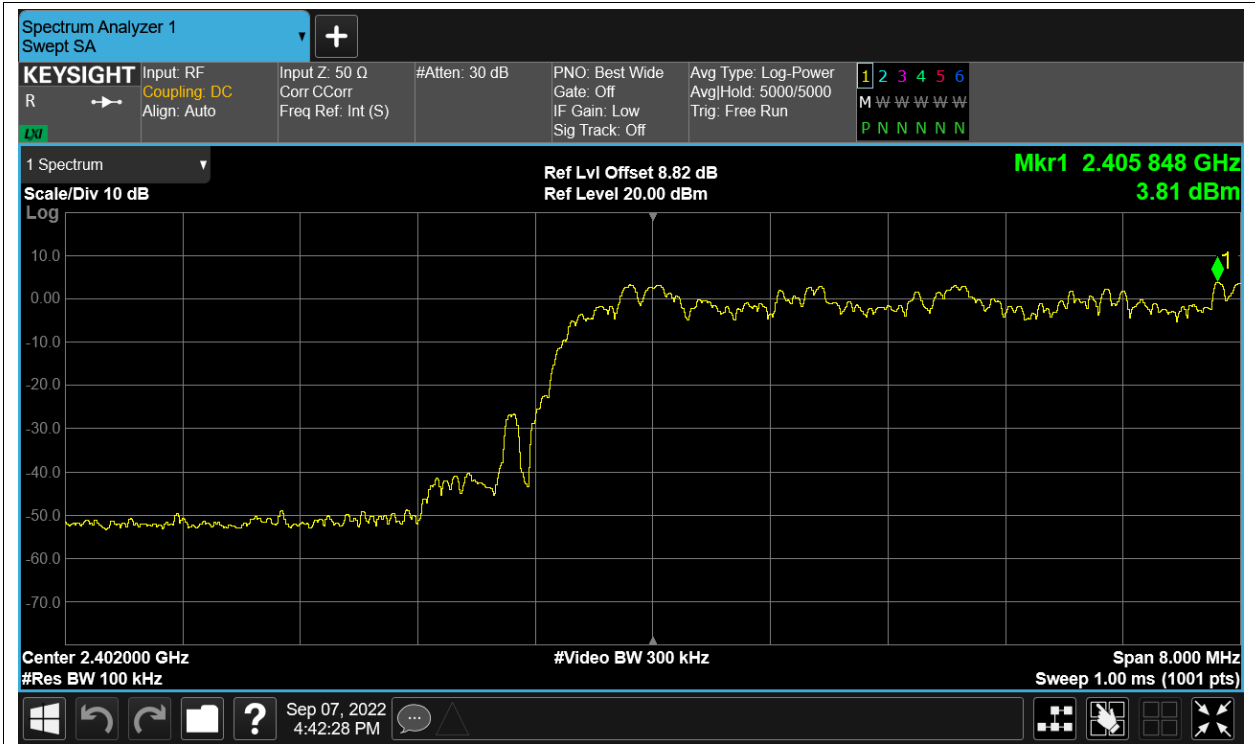 Spectrum Analyzer 1
Swept SA
+
KEYSIGHT
R
LXI
Input: RF
Coupling: DC
Align: Auto
Input Z: 50 Ω
Corr CCorr
Freq Ref: Int (S)
#Atten: 30 dB
PNO: Best Wide
Gate: Off
IF Gain: Low
Sig Track: Off
Avg Type: Log-Power
Avg|Hold: 5000/5000
Trig: Free Run
1 2 3 4 5 6
M W W W W W
P N N N N N
1 Spectrum
Scale/Div 10 dB
Log
Ref Lvl Offset 8.82 dB
Ref Level 20.00 dBm
Mkr1 2.405 848 GHz
3.81 dBm
1
10.0
0.00
-10.0
-20.0
-30.0
-40.0
-50.0
-60.0
-70.0
Center 2.402000 GHz
#Video BW 300 kHz
Span 8.000 MHz
#Res BW 100 kHz
Sweep 1.00 ms (1001 pts)
?
Sep 07, 2022
4:42:28 PM